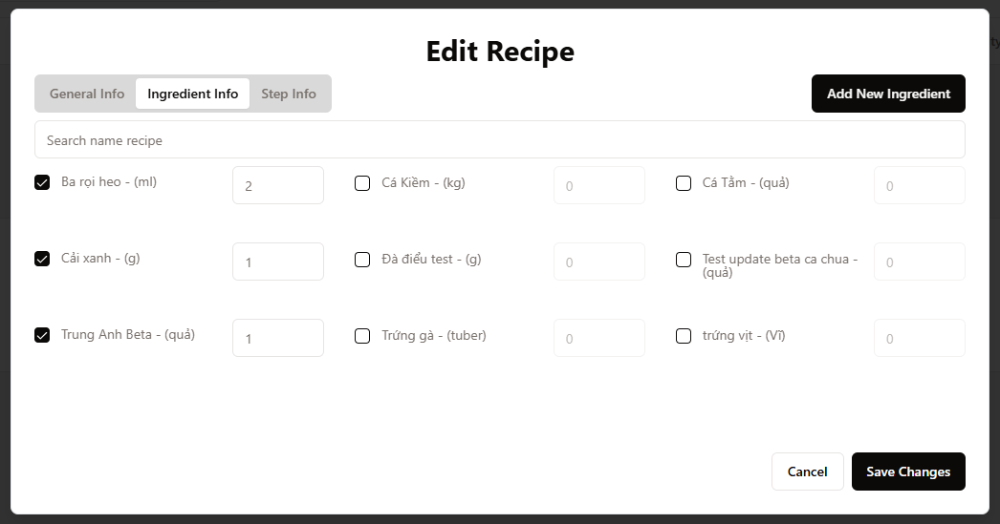 Edit Recipe
General Info Ingredient Info Step Info Add New Ingredient
Search name recipe
Ba rọi heo - (ml) 2 Cá Kiềm - (kg) 0 Cá Tằm - (quả) 0
Cải xanh - (g) 1 Đà điểu test - (g) 0 Test update beta ca chua -
(quả) 0
Trung Anh Beta - (quả) 1 Trứng gà - (tuber) 0 trứng vịt - (Vĩ) 0
Cancel Save Changes